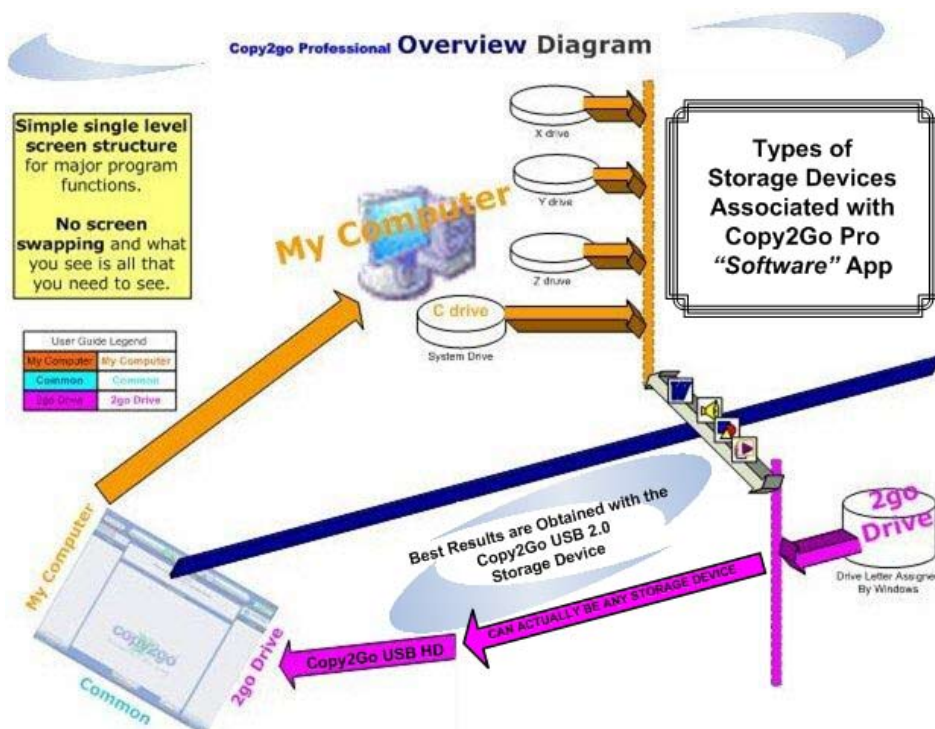 Copy2go Professional Overview Diagram
Simple single level
screen structure
for major program
functions.
No screen
swapping and what
you see is all that
you need to see.
X drive
Y drive
Z druve
C drive
System Drive
My Computer
Types of
Storage Devices
Associated with
Copy2Go Pro
“Software” App
User Guide Legend
My Computer My Computer
Common Common
2go Drive 2go Drive
Best Results are Obtained with the
Copy2Go USB 2.0
Storage Device
2go
Drive
Drive Letter Assigned
By Windows
CAN ACTUALLY BE ANY STORAGE DEVICE
Copy2Go USB HD
My Computer
copy2go
2go Drive
Common